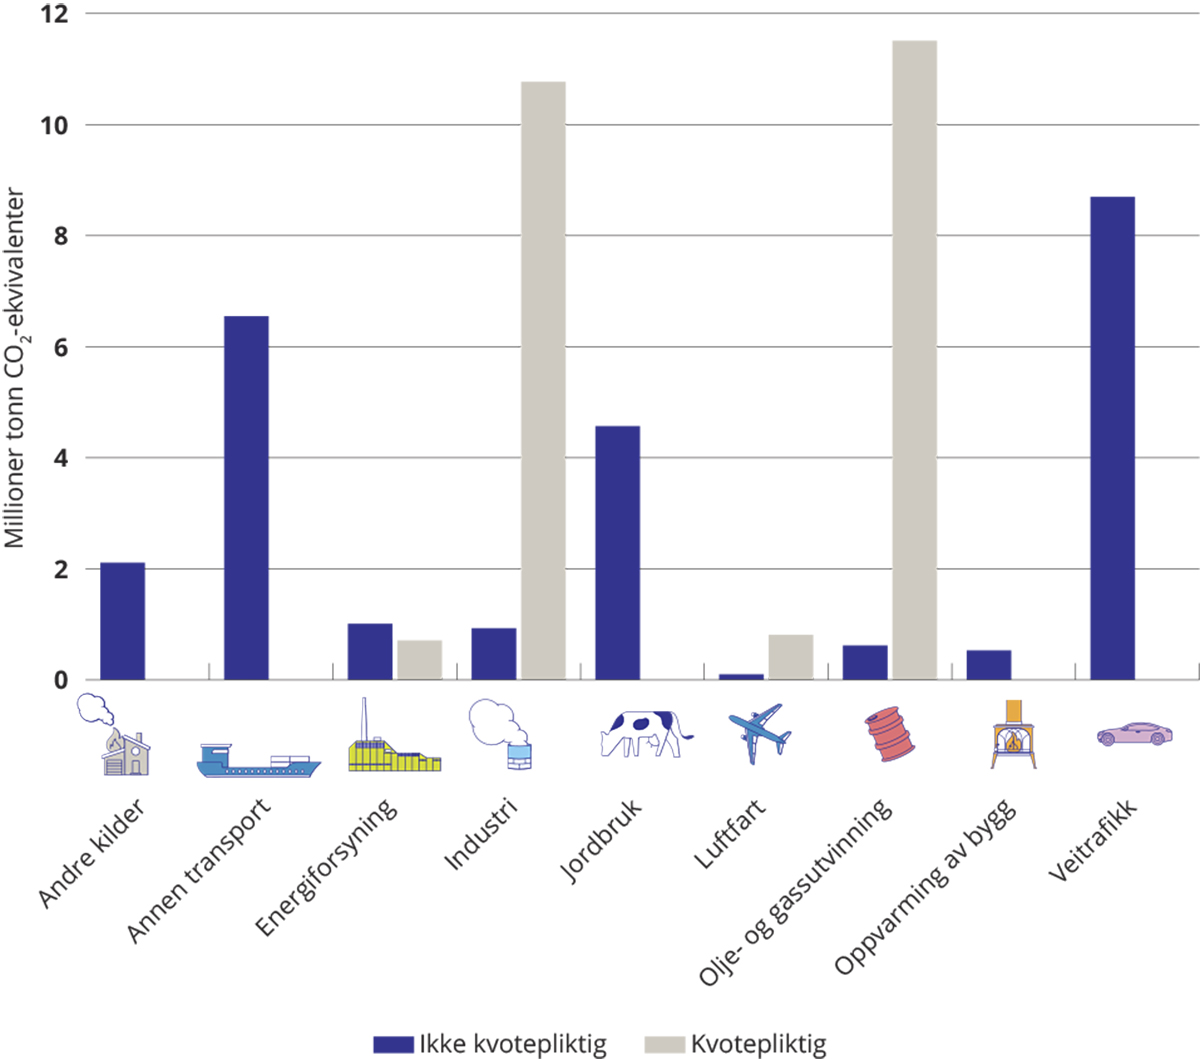 12
10
8
6
4
2
0
Millioner tonn CO₂-ekvivalenter
Andre kilder
Annen transport
Energiforsyning
Industri
Jordbruk
Luftfart
Olje- og gassutvinning
Oppvarming av bygg
Veitrafikk
Ikke kvotepliktig
Kvotepliktig